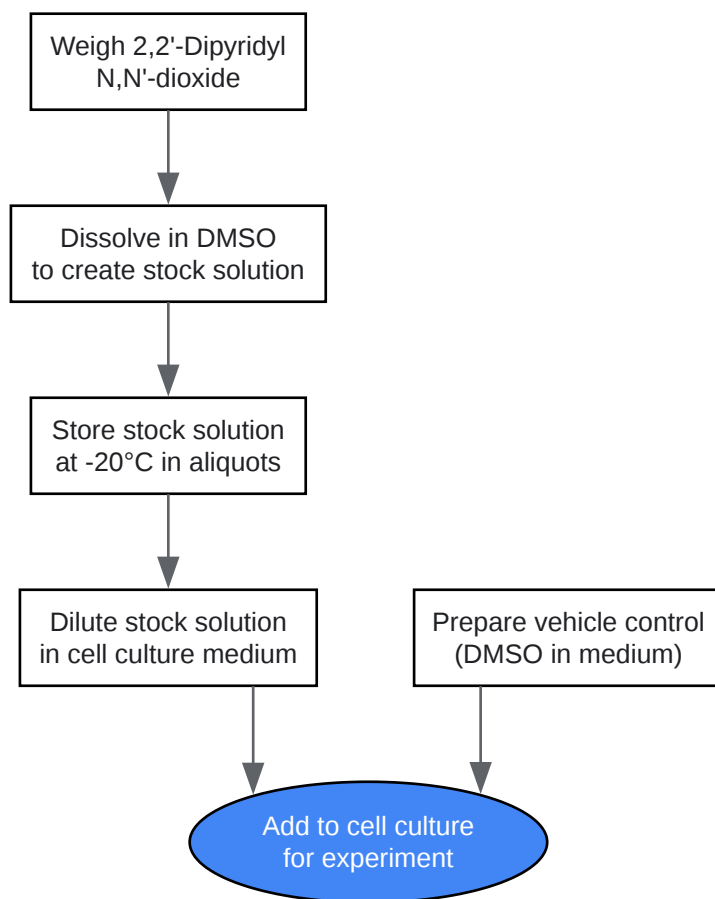 Weigh 2,2'-Dipyridyl
N,N'-dioxide
Dissolve in DMSO
to create stock solution
Store stock solution
at -20°C in aliquots
Dilute stock solution
in cell culture medium
Prepare vehicle control
(DMSO in medium)
Add to cell culture
for experiment